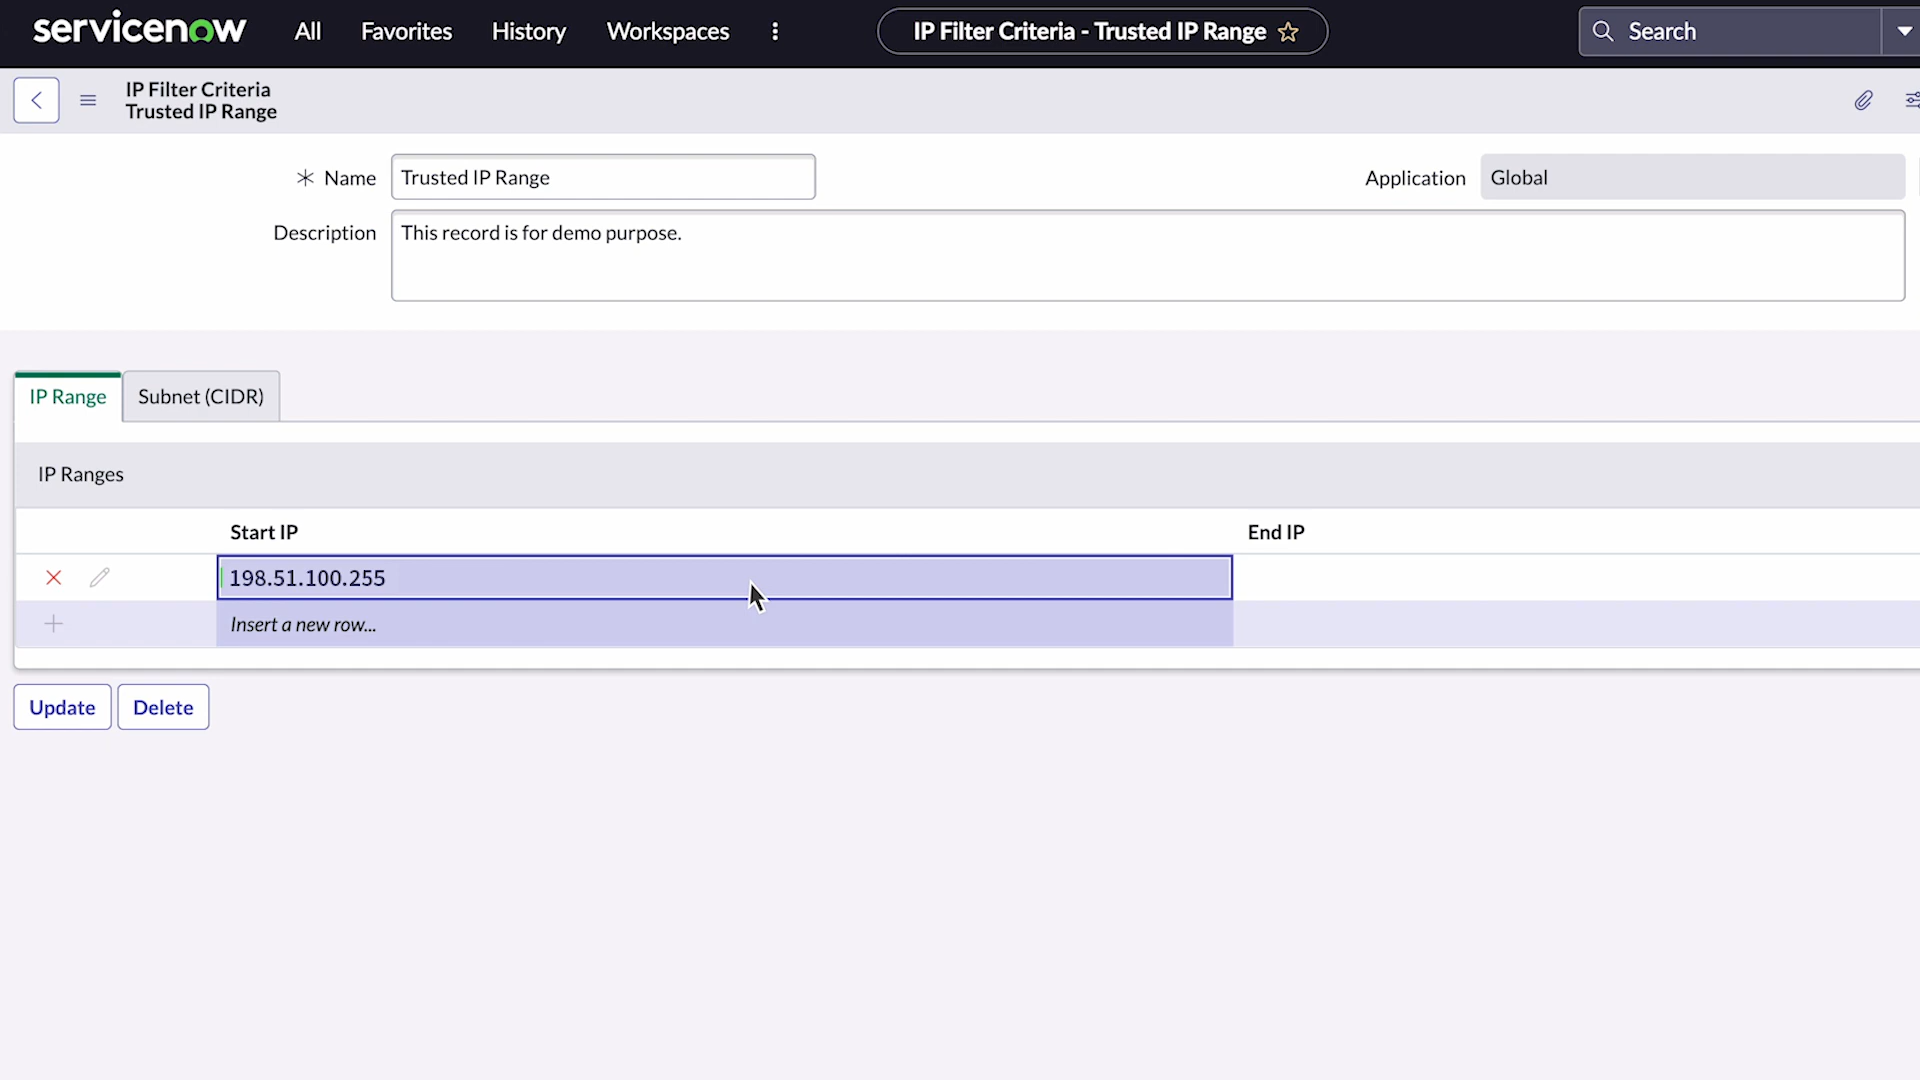 servicenow All Favorites History Workspaces IP Filter Criteria - Trusted IP Range Search
IP Filter Criteria
Trusted IP Range
Name Trusted IP Range Application Global
Description This record is for demo purpose.
IP Range Subnet (CIDR)
IP Ranges
Start IP End IP
198.51.100.255
Insert a new row...
Update Delete